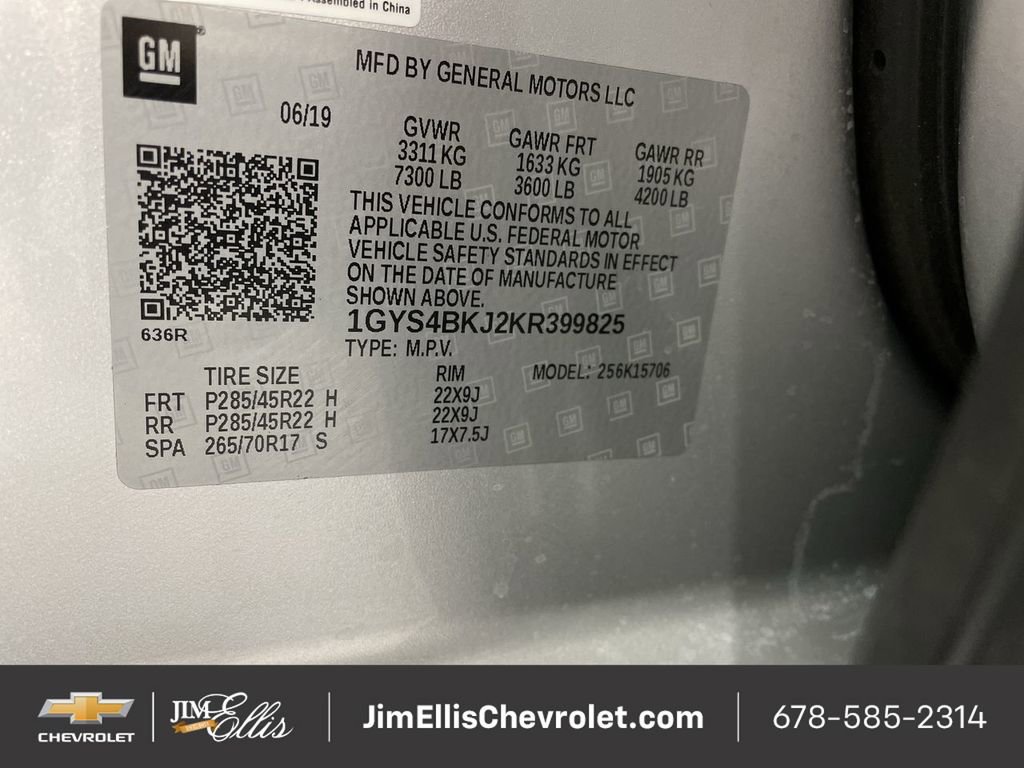 Assembled in China
GM
MFD BY GENERAL MOTORS LLC
06/19
GVWR GAWR FRT GAWR RR
3311 KG 1633 KG 1905 KG
7300 LB 3600 LB 4200 LB
THIS VEHICLE CONFORMS TO ALL
APPLICABLE U.S. FEDERAL MOTOR
VEHICLE SAFETY STANDARDS IN EFFECT
ON THE DATE OF MANUFACTURE
SHOWN ABOVE.
636R
1GYS4BKJ2KR399825
TYPE: M.P.V.
TIRE SIZE RIM MODEL: 256K15706
FRT P285/45R22 H 22X9J
RR P285/45R22 H 22X9J
SPA 265/70R17 S 17X7.5J
CHEVROLET
JIM Ellis
JimEllisChevrolet.com
678-585-2314